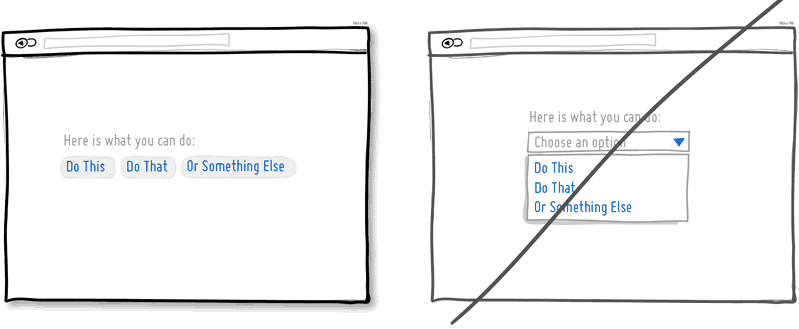 Here is what you can do:
Do This
Do That
Or Something Else
Here is what you can do:
Choose an option
Do This
Do That
Or Something Else